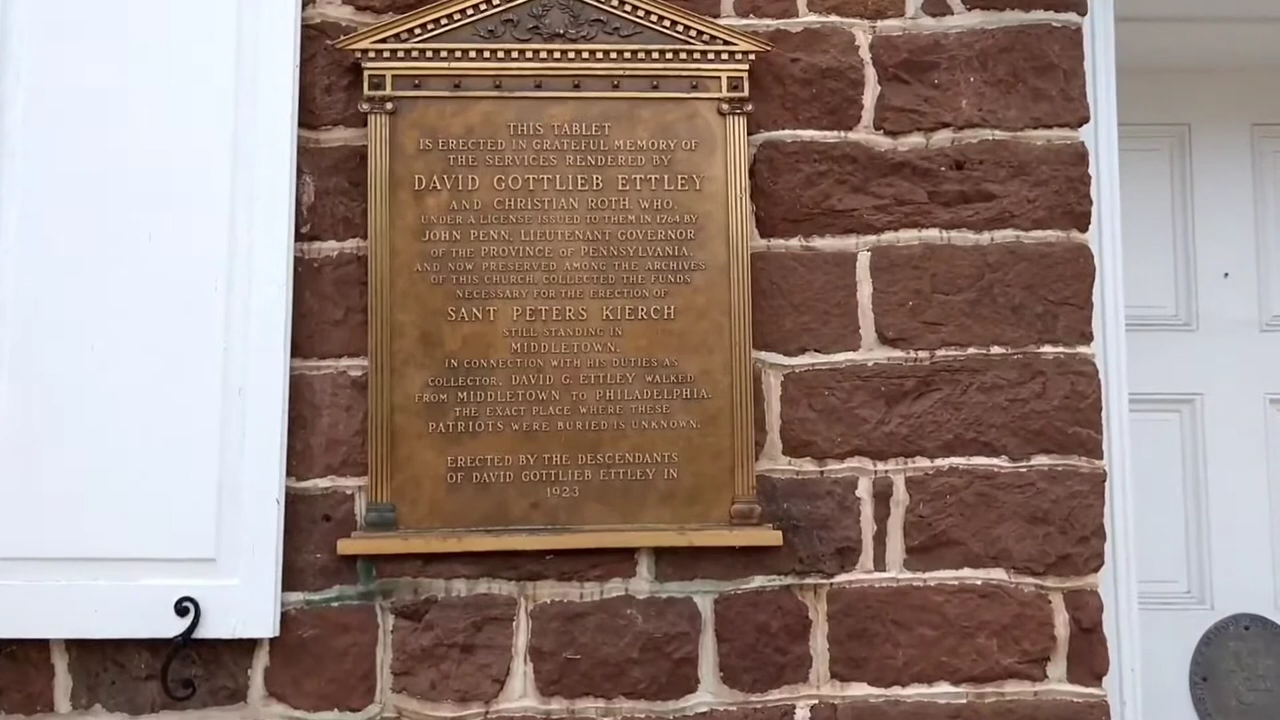 THIS TABLET
IS ERECTED IN GRATEFUL MEMORY OF
THE SERVICES RENDERED BY
DAVID GOTTLIEB ETTLEY
AND CHRISTIAN ROTH, WHO,
UNDER A LICENSE ISSUED TO THEM IN 1764 BY
JOHN PENN, LIEUTENANT GOVERNOR
OF THE PROVINCE OF PENNSYLVANIA,
AND NOW PRESERVED AMONG THE ARCHIVES
OF THIS CHURCH, COLLECTED THE FUNDS
NECESSARY FOR THE ERECTION OF
SANT PETERS KIERCH
STILL STANDING IN
MIDDLETOWN.
IN CONNECTION WITH HIS DUTIES AS
COLLECTOR, DAVID G. ETTLEY WALKED
FROM MIDDLETOWN TO PHILADELPHIA.
THE EXACT PLACE WHERE THESE
PATRIOTS WERE BURIED IS UNKNOWN.
ERECTED BY THE DESCENDANTS
OF DAVID GOTTLIEB ETTLEY IN
1923